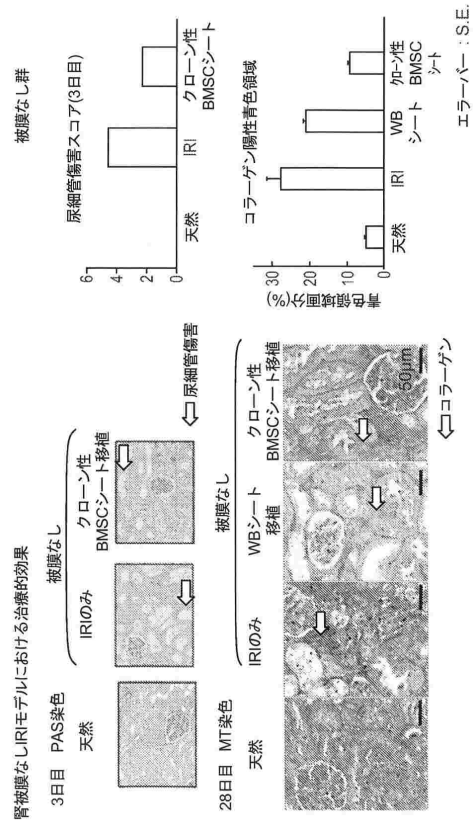 腎被膜なしIRIモデルにおける治療的効果
3日目 PAS染色
被膜なし
天然
IRIのみ
クローン性
BMSCシート移植
尿細管傷害
28日目 MT染色
被膜なし
天然
IRIのみ
WBシート
移植
クローン性
BMSCシート移植
50μm
コラーゲン
被膜なし群
尿細管傷害スコア(3日目)
6
4
2
0
天然
IRI
クローン性
BMSCシート
コラーゲン陽性青色領域
青色領域画分(%)
30
20
10
0
天然
IRI
WB
シート
クローン性
BMSC
シート
エラーバー：S.E.